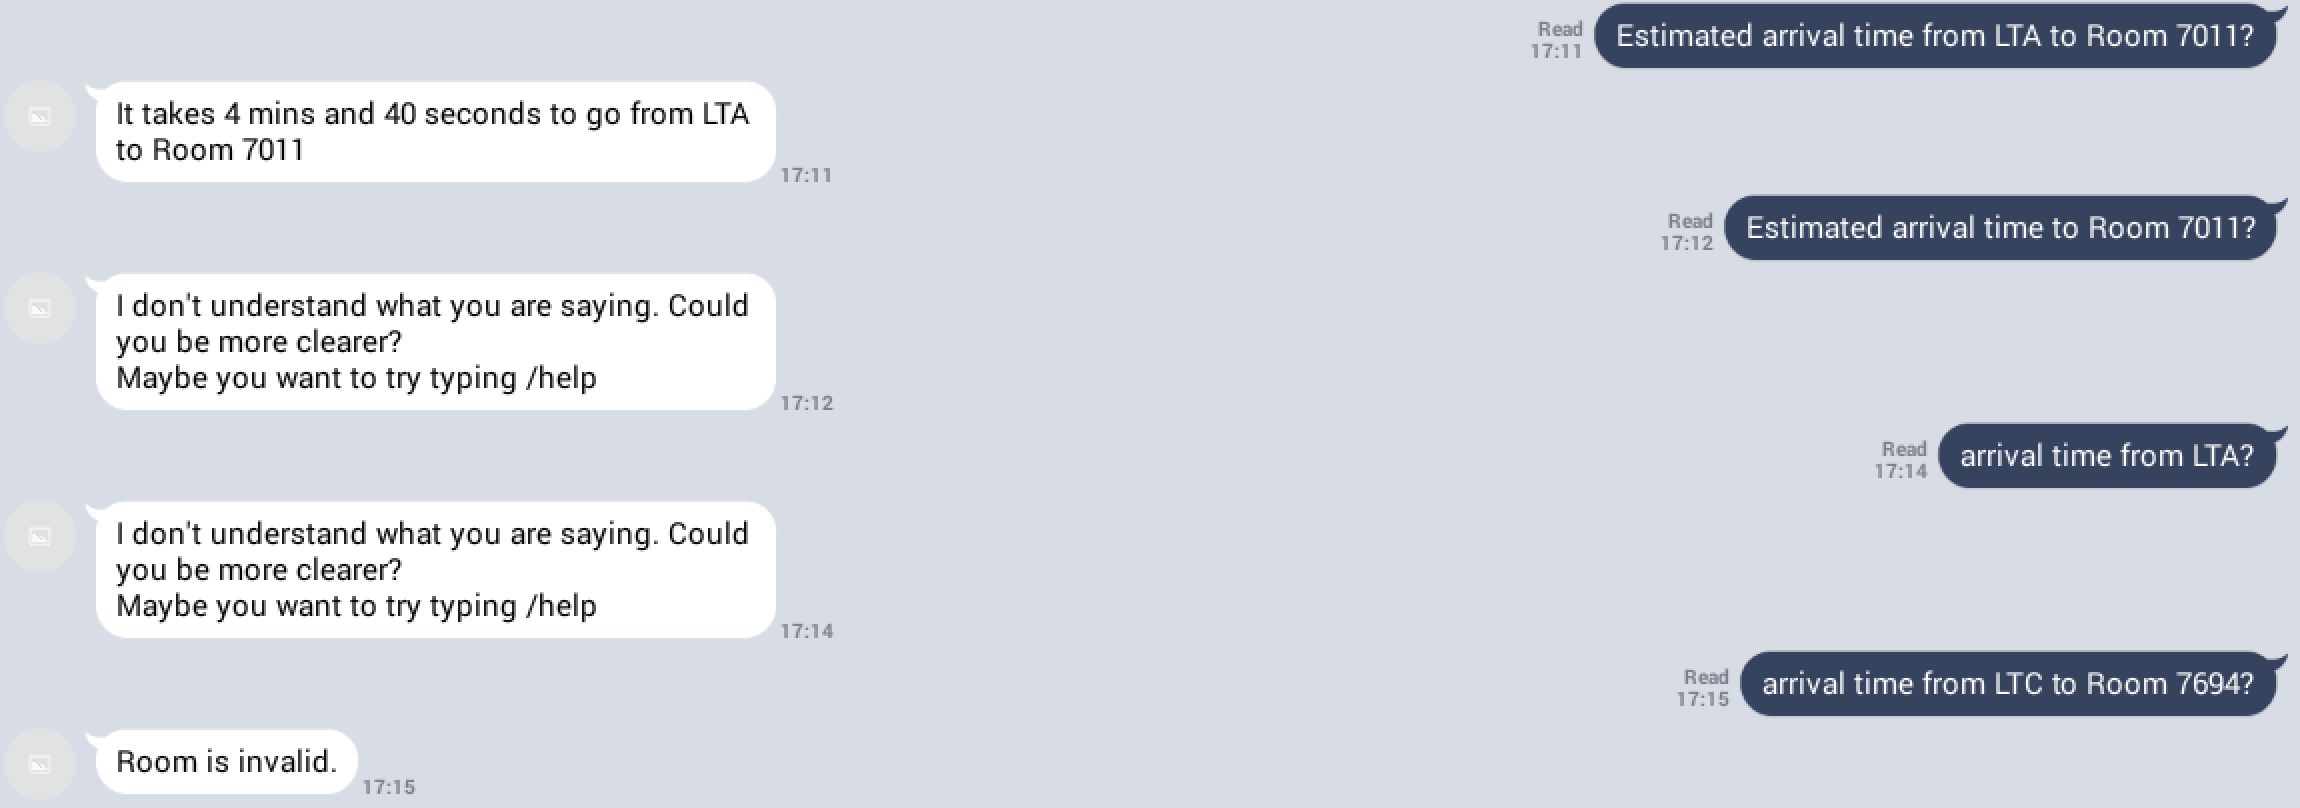 Estimated arrival time from LTA to Room 7011?
Read
17:11
It takes 4 mins and 40 seconds to go from LTA
to Room 7011
17:11
Estimated arrival time to Room 7011?
Read
17:12
I don't understand what you are saying. Could
you be more clearer?
Maybe you want to try typing /help
17:12
arrival time from LTA?
Read
17:14
I don't understand what you are saying. Could
you be more clearer?
Maybe you want to try typing /help
17:14
arrival time from LTC to Room 7694?
Read
17:15
Room is invalid.
17:15